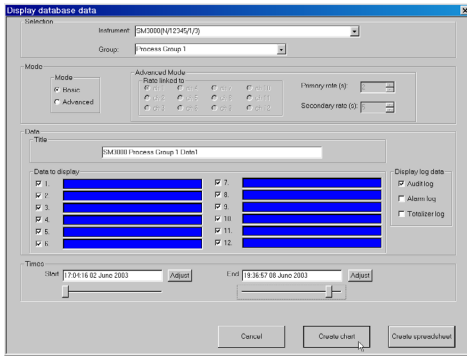 Display database data
Selection
Instrument: SM3000(N/12345/1/3)
Group: Process Group 1
Mode
Mode
Basic
Advanced
Advanced Mode
Rate linked to
Primary rate (s):
Secondary rate (s):
Data
Title
SM3000 Process Group 1 Data1
Data to display
1.
2.
3.
4.
5.
6
7.
8.
9.
10.
11.
12.
Display log data
Audit log
Alarm log
Totalizer log
Times
Start 17:04:16 02 June 2003 Adjust
End 19:36:57 08 June 2003 Adjust
Cancel Create chart Create spreadsheet